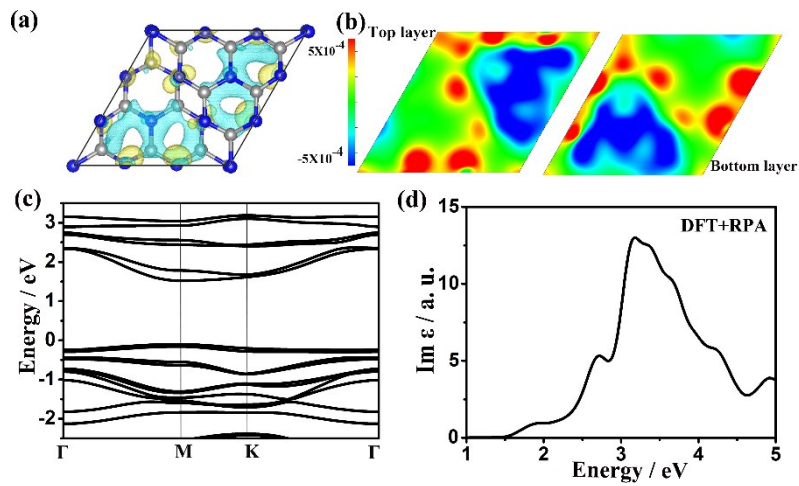 (a)
(b)
Top layer
5X10⁻⁴
-5X10⁻⁴
Bottom layer
(c)
3
2
1
0
-1
-2
Energy / eV
Γ M K Γ
(d)
DFT+RPA
15
10
5
0
Im ε / a. u.
1 2 3 4 5
Energy / eV